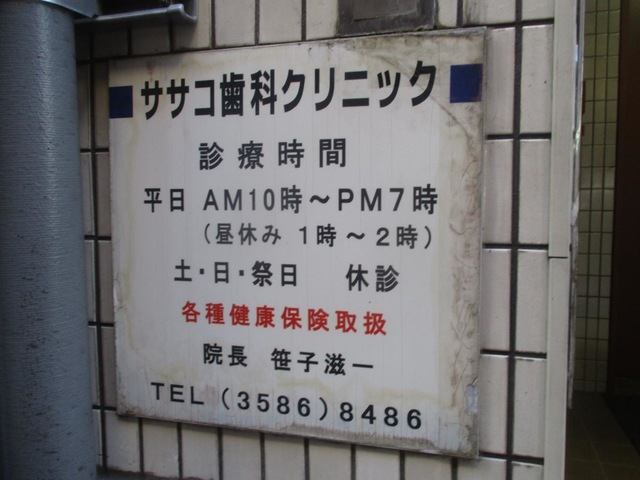 ササコ歯科クリニック
診療時間
平日 AM10時～PM7時
（昼休み 1時～2時）
土・日・祭日 休診
各種健康保険取扱
院長 笹子滋一
TEL（3586）8486